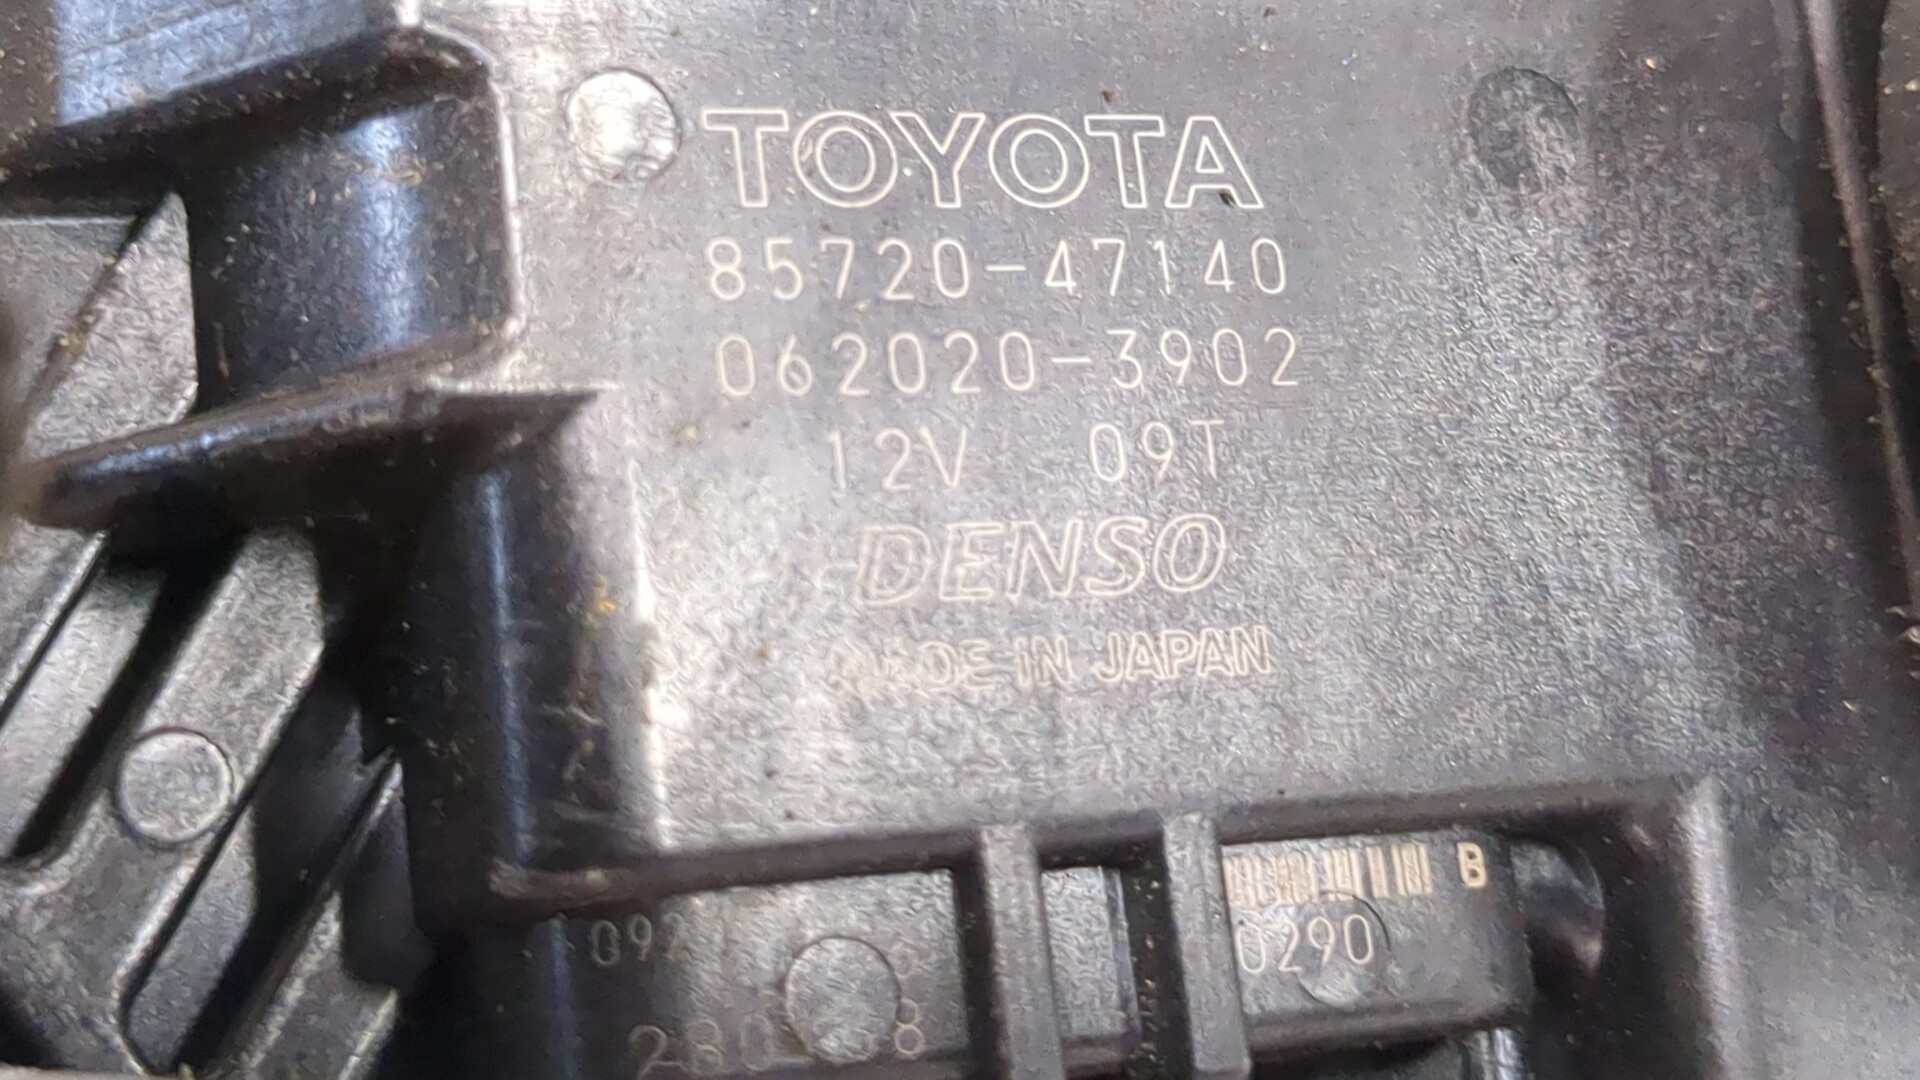 TOYOTA
85720-47140
062020-3902
12V 09T
DENSO
MADE IN JAPAN
B
0290